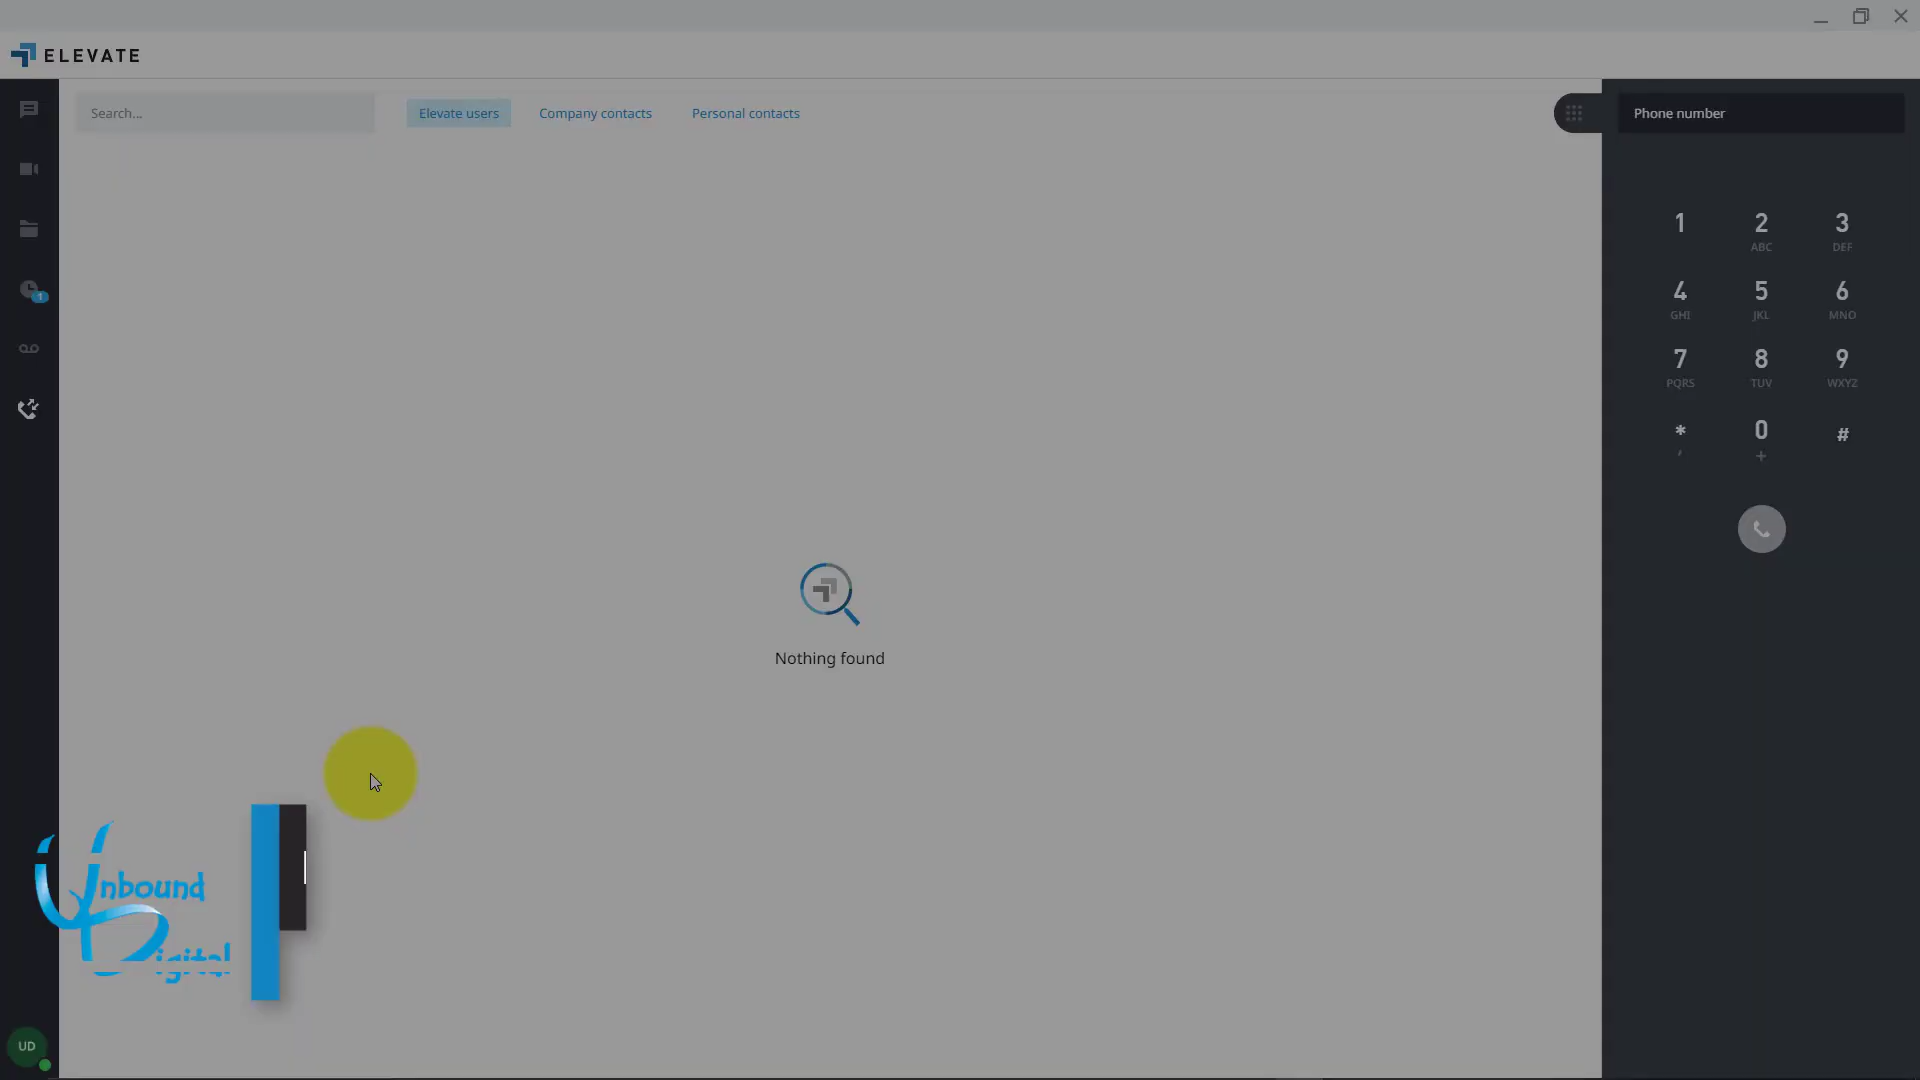 ELEVATE
Search...
Elevate users
Company contacts
Personal contacts
Phone number
1
2
3
ABC
DEF
4
5
6
GHI
JKL
MNO
7
8
9
PQRS
TUV
WXYZ
*
0
#
,
+
1
Nothing found
Unbound
Digital
UD